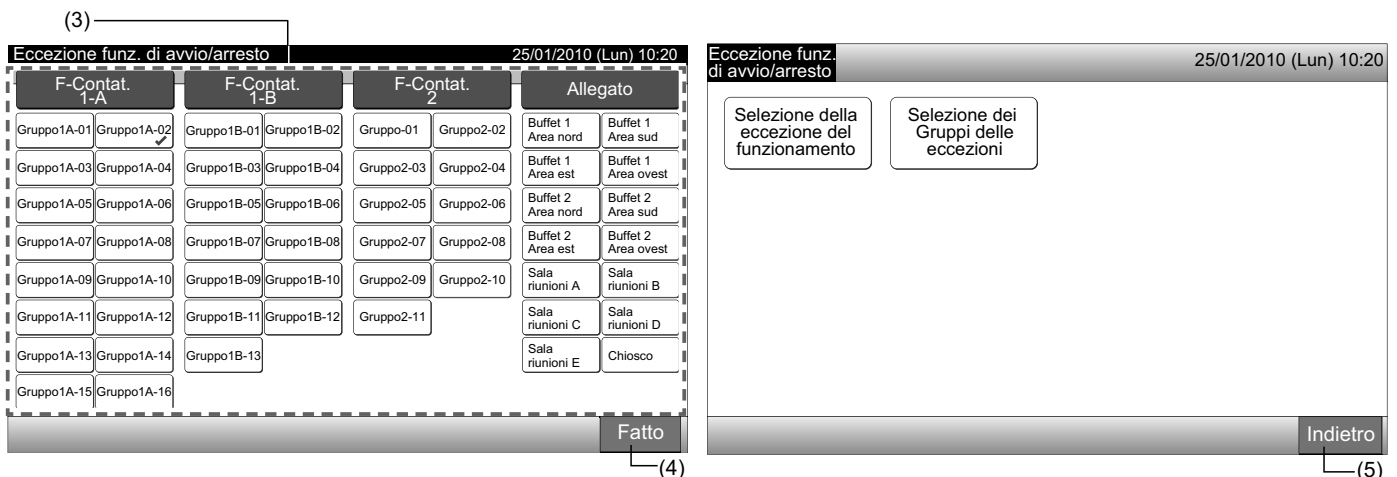 (3)
Eccezione funz. di avvio/arresto 25/01/2010 (Lun) 10:20
F-Contat. 1-A F-Contat. 1-B F-Contat. 2 Allegato
Gruppo1A-01 Gruppo1A-02 Gruppo1B-01 Gruppo1B-02 Gruppo-01 Gruppo2-02 Buffet 1 Area nord Buffet 1 Area sud
Gruppo1A-03 Gruppo1A-04 Gruppo1B-03 Gruppo1B-04 Gruppo2-03 Gruppo2-04 Buffet 1 Area est Buffet 1 Area ovest
Gruppo1A-05 Gruppo1A-06 Gruppo1B-05 Gruppo1B-06 Gruppo2-05 Gruppo2-06 Buffet 2 Area nord Buffet 2 Area sud
Gruppo1A-07 Gruppo1A-08 Gruppo1B-07 Gruppo1B-08 Gruppo2-07 Gruppo2-08 Buffet 2 Area est Buffet 2 Area ovest
Gruppo1A-09 Gruppo1A-10 Gruppo1B-09 Gruppo1B-10 Gruppo2-09 Gruppo2-10 Sala riunioni A Sala riunioni B
Gruppo1A-11 Gruppo1A-12 Gruppo1B-11 Gruppo1B-12 Gruppo2-11 Sala riunioni C Sala riunioni D
Gruppo1A-13 Gruppo1A-14 Gruppo1B-13 Sala riunioni E Chiosco
Gruppo1A-15 Gruppo1A-16
Fatto
(4)
Eccezione funz.
di avvio/arresto
25/01/2010 (Lun) 10:20
Selezione della
eccezione del
funzionamento
Selezione dei
Gruppi delle
eccezioni
Indietro
(5)